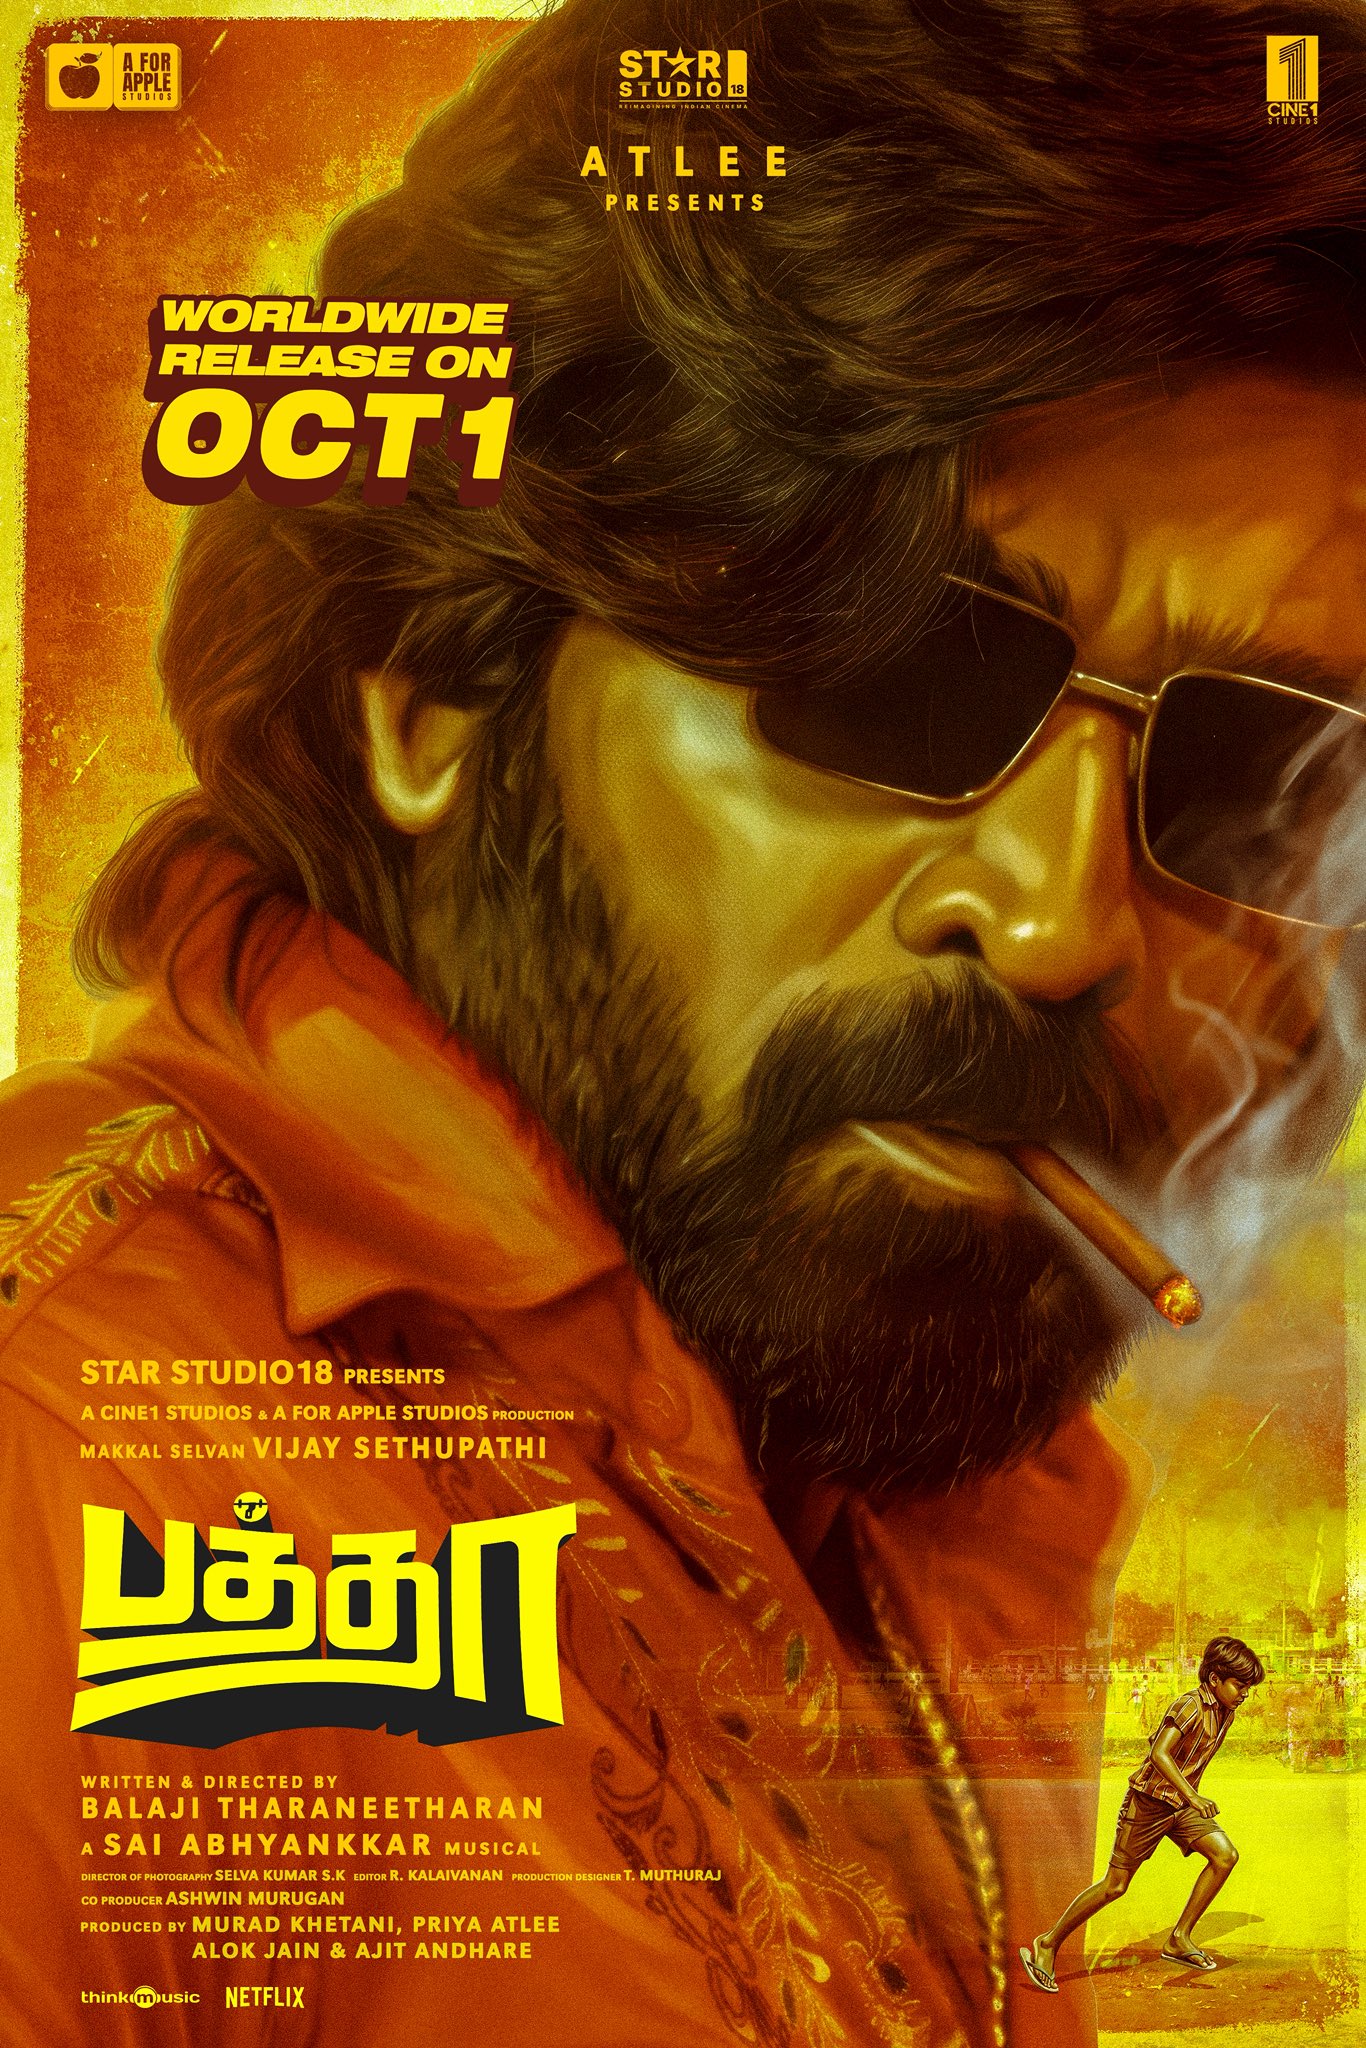 A FOR
APPLE
STUDIOS
STAR
STUDIO 18
REIMAGINING INDIAN CINEMA
1
CINE1
STUDIOS
ATLEE
PRESENTS
WORLDWIDE
RELEASE ON
OCT 1
STAR STUDIO18 PRESENTS
A CINE1 STUDIOS & A FOR APPLE STUDIOS PRODUCTION
MAKKAL SELVAN VIJAY SETHUPATHI
பத்தா
WRITTEN & DIRECTED BY
BALAJI THARANEETHARAN
A SAI ABHYANKKAR MUSICAL
DIRECTOR OF PHOTOGRAPHY SELVA KUMAR S.K EDITOR R. KALAIVANAN PRODUCTION DESIGNER T. MUTHURAJ
CO PRODUCER ASHWIN MURUGAN
PRODUCED BY MURAD KHETANI, PRIYA ATLEE
ALOK JAIN & AJIT ANDHARE
thinkmusic NETFLIX